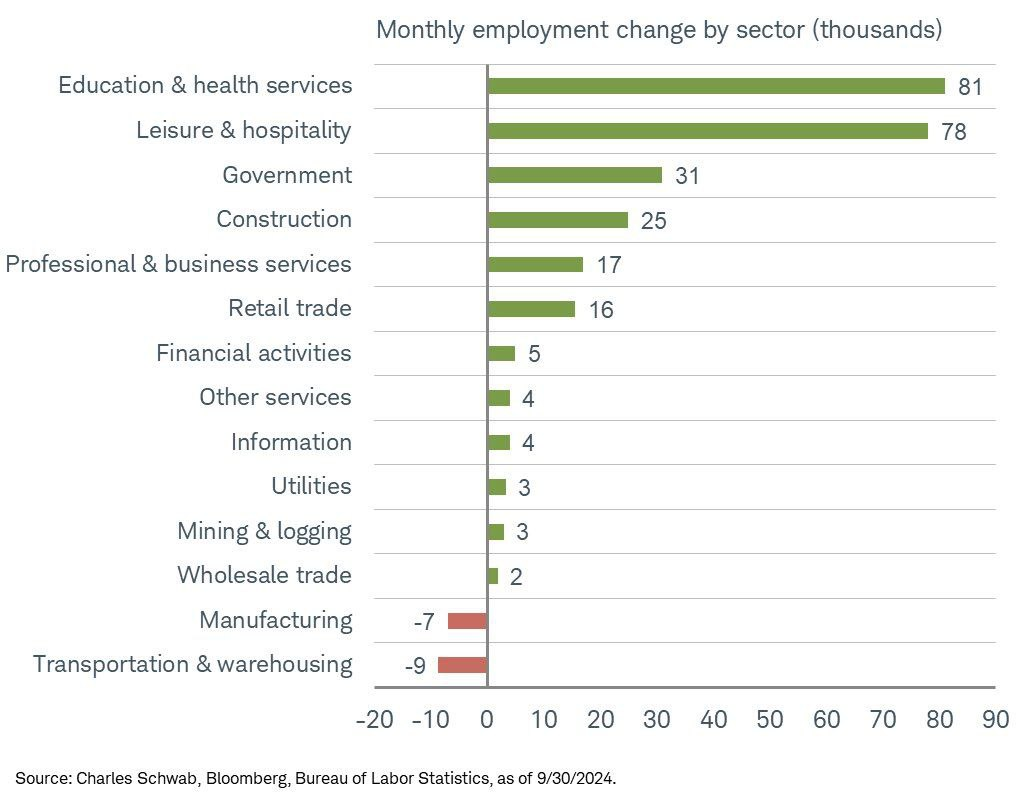 Monthly employment change by sector (thousands)
Education & health services 81
Leisure & hospitality 78
Government 31
Construction 25
Professional & business services 17
Retail trade 16
Financial activities 5
Other services 4
Information 4
Utilities 3
Mining & logging 3
Wholesale trade 2
Manufacturing -7
Transportation & warehousing -9
-20 -10 0 10 20 30 40 50 60 70 80 90
Source: Charles Schwab, Bloomberg, Bureau of Labor Statistics, as of 9/30/2024.